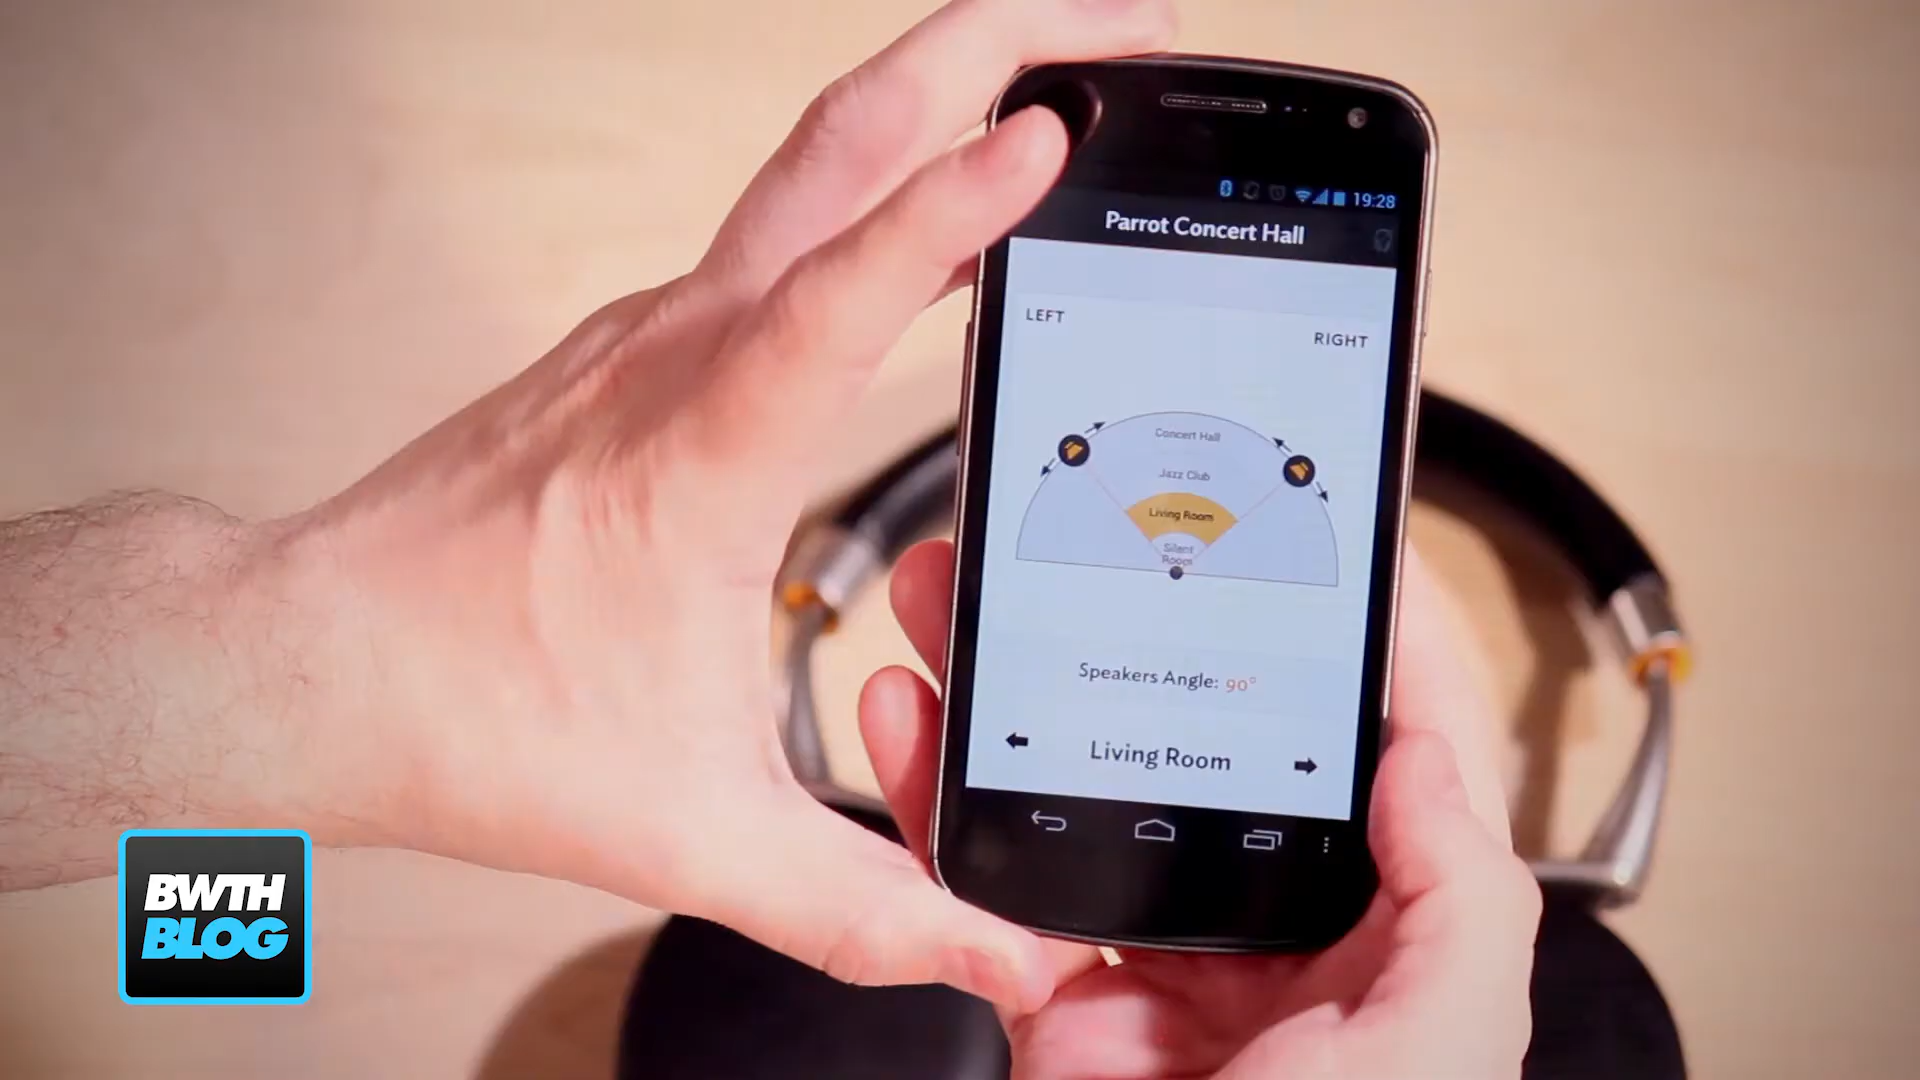 19:28
Parrot Concert Hall
LEFT
RIGHT
Concert Hall
Jazz Club
Living Room
Silent
Room
Speakers Angle: 90°
Living Room
BWTH
BLOG